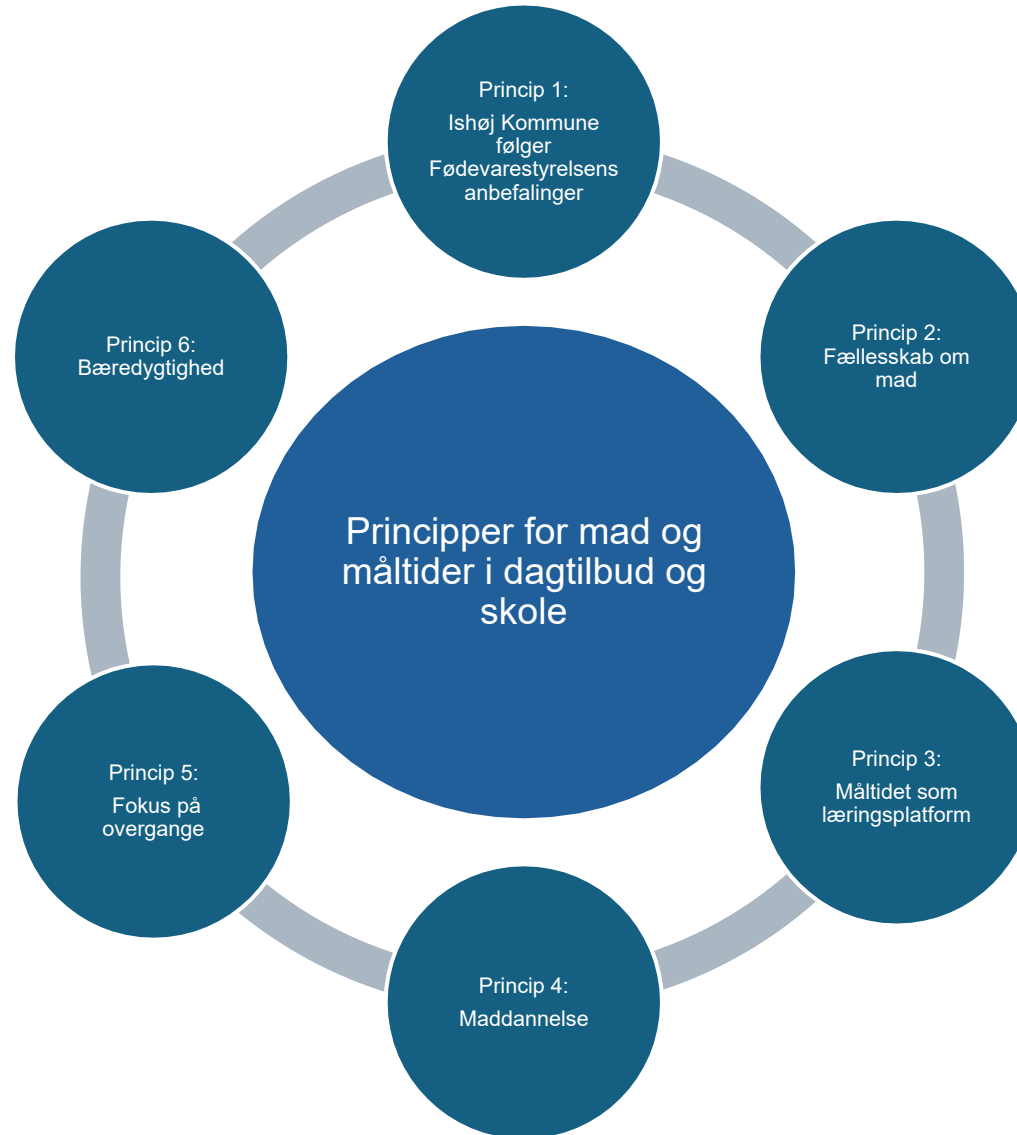 Princip 1:
Ishøj Kommune
følger
Fødevarestyrelsens
anbefalinger
Princip 2:
Fællesskab om
mad
Princip 3:
Måltidet som
læringsplatform
Princip 4:
Maddannelse
Princip 5:
Fokus på
overgange
Princip 6:
Bæredygtighed
Principper for mad og
måltider i dagtilbud og
skole